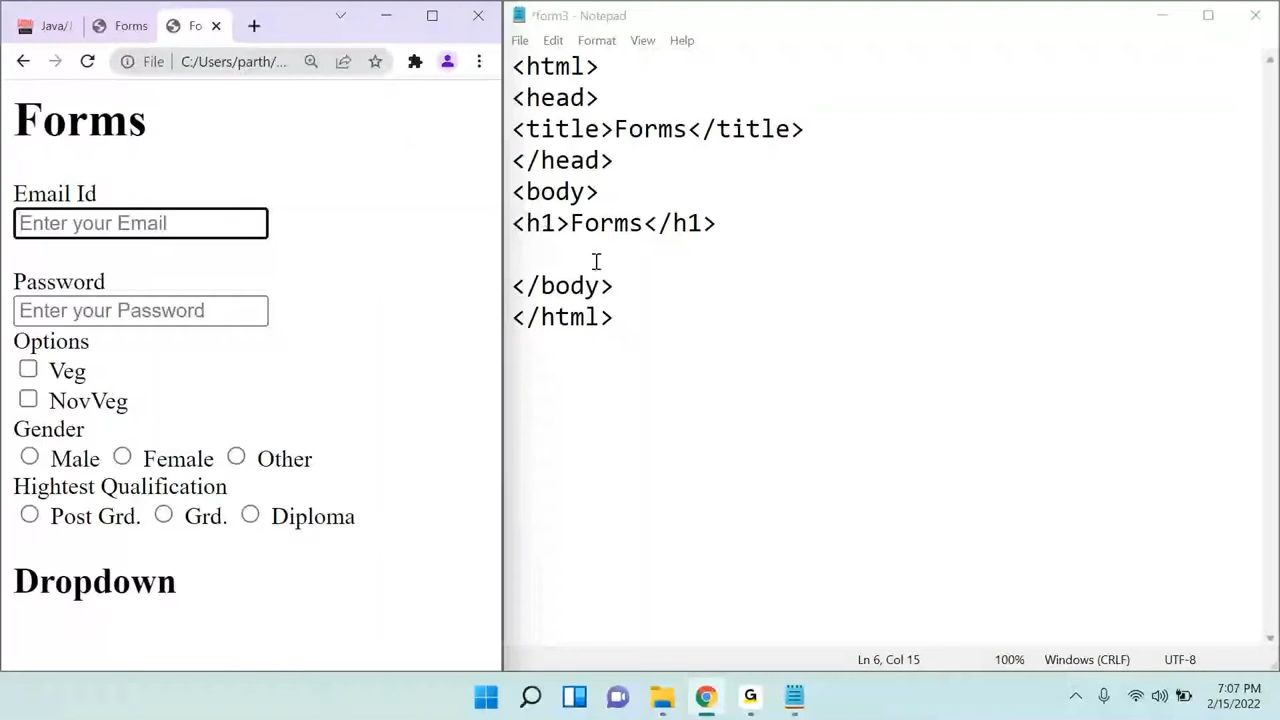 Java/
Forms
Fo
File
C:/Users/parth/...
Forms
Email Id
Enter your Email
Password
Enter your Password
Options
Veg
NovVeg
Gender
Male Female Other
Hightest Qualification
Post Grd. Grd. Diploma
Dropdown
*form3 - Notepad
File Edit Format View Help
<html>
<head>
<title>Forms</title>
</head>
<body>
<h1>Forms</h1>
</body>
</html>
Ln 6, Col 15 100% Windows (CRLF) UTF-8
G
7:07 PM
2/15/2022